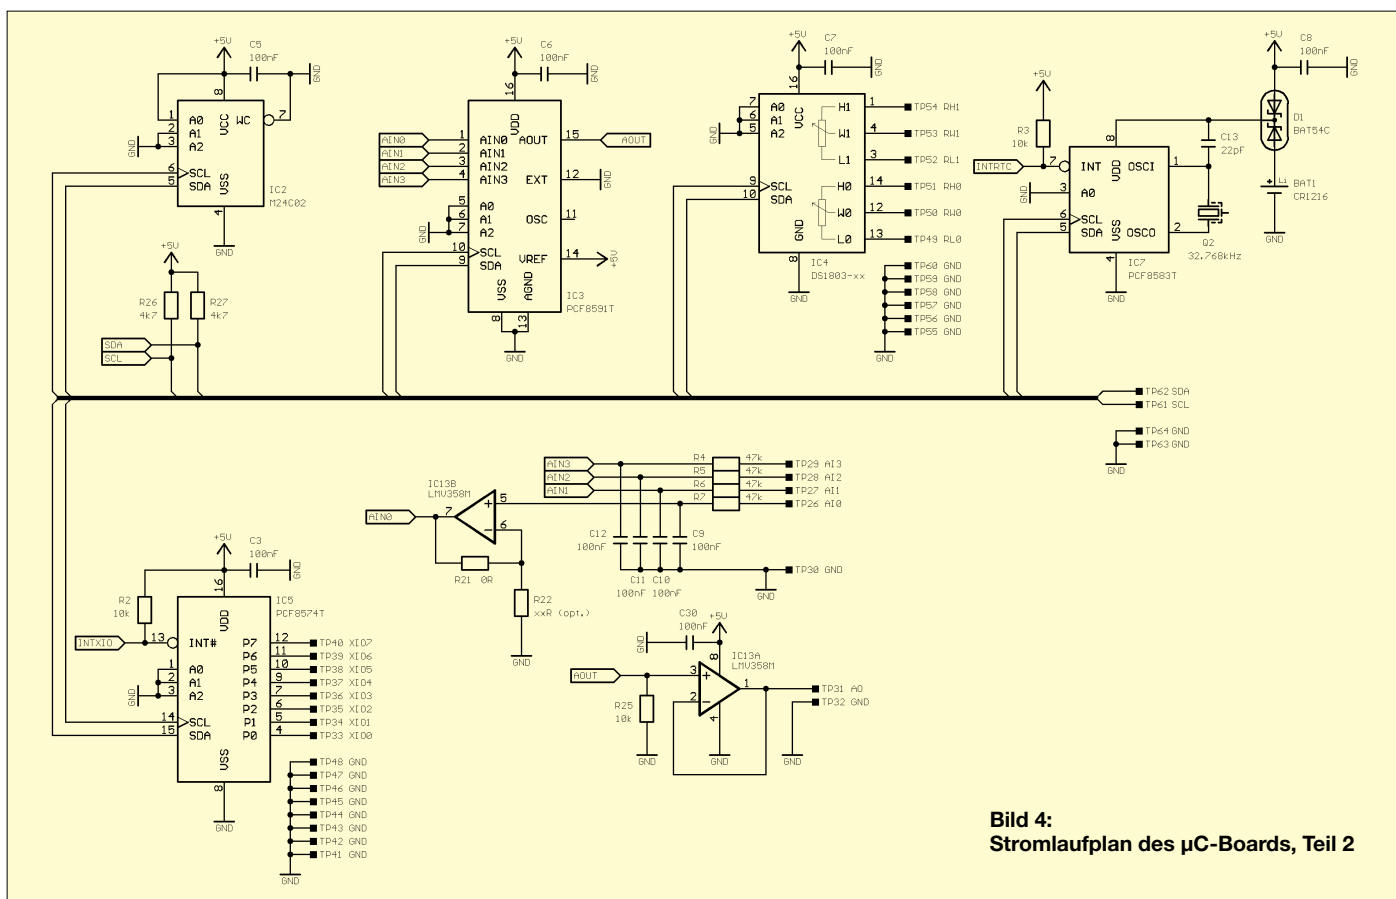 +5V
C5
100nF
GND
8
VCC
WC
7
1
A0
2
A1
3
A2
GND
6
SCL
5
SDA
VSS
4
IC2
M24C02
GND
+5V
R26
4k7
R27
4k7
SDA
SCL
+5V
C6
100nF
GND
16
VDD
AIN0
1
AIN0
AOUT
15
AOUT
AIN1
2
AIN1
AIN2
3
AIN2
AIN3
4
AIN3
EXT
12
GND
5
A0
6
A1
7
A2
GND
OSC
11
10
SCL
9
SDA
VREF
14
+5V
VSS
AGND
8
13
IC3
PCF8591T
GND
+5V
C7
100nF
GND
16
VCC
7
A0
6
A1
5
A2
GND
H1
1
TP54 RH1
W1
4
TP53 RW1
L1
3
TP52 RL1
9
SCL
10
SDA
H0
14
TP51 RH0
W0
12
TP50 RW0
L0
13
TP49 RL0
GND
8
IC4
DS1803-xx
GND
TP60 GND
TP59 GND
TP58 GND
TP57 GND
TP56 GND
TP55 GND
GND
+5V
R3
10k
INTRTC
7
INT
8
VDD
OSCI
1
3
A0
GND
6
SCL
5
SDA
VSS
OSCO
2
4
IC7
PCF8583T
GND
C13
22pF
Q2
32.768kHz
+5V
C8
100nF
GND
D1
BAT54C
+
BAT1
CR1216
GND
TP62 SDA
TP61 SCL
TP64 GND
TP63 GND
GND
AIN3
R4
47k
TP29 AI3
AIN2
R5
47k
TP28 AI2
AIN1
R6
47k
TP27 AI1
R7
47k
TP26 AI0
IC13B
LMV358M
AIN0
7
+
5
-
6
R21 0R
R22
xxR (opt.)
GND
C12
100nF
C9
100nF
C11
100nF
C10
100nF
TP30 GND
GND
C30
100nF
+5V
GND
IC13A
LMV358M
AOUT
3
+
8
1
2
-
4
R25
10k
GND
GND
TP31 AO
TP32 GND
GND
+5V
C3
100nF
GND
R2
10k
16
VDD
IC5
PCF8574T
INTXIO
13
INT#
P7
12
TP40 XIO7
P6
11
TP39 XIO6
1
A0
P5
10
TP38 XIO5
2
A1
P4
9
TP37 XIO4
3
A2
P3
7
TP36 XIO3
GND
P2
6
TP35 XIO2
14
SCL
P1
5
TP34 XIO1
15
SDA
P0
4
TP33 XIO0
VSS
8
GND
TP48 GND
TP47 GND
TP46 GND
TP45 GND
TP44 GND
TP43 GND
TP42 GND
TP41 GND
GND
Bild 4:
Stromlaufplan des µC-Boards, Teil 2